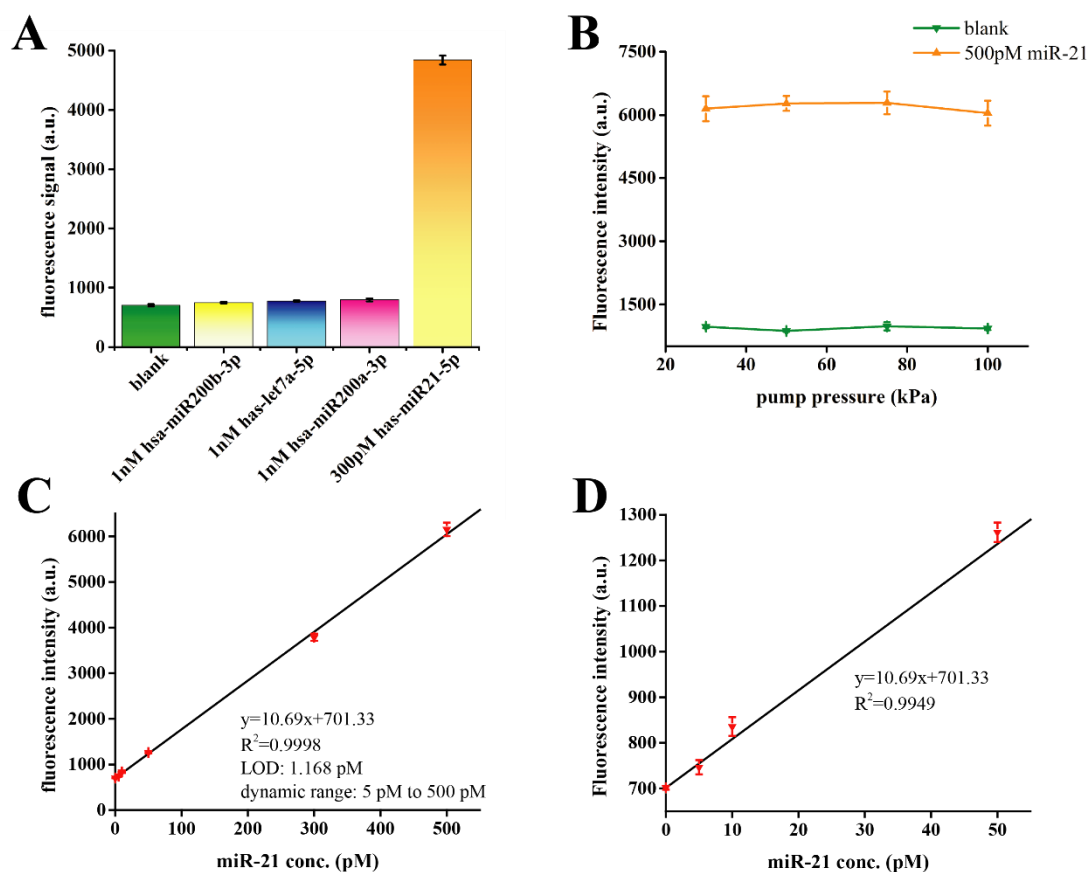 A
fluorescence signal (a.u.)
5000
4000
3000
2000
1000
0
blank
1nM hsa-miR200b-3p
1nM has-let7a-5p
1nM hsa-miR200a-3p
300pM has-miR21-5p
B
blank
500pM miR-21
Fluorescence intensity (a.u.)
7500
6000
4500
3000
1500
20
40
60
80
100
pump pressure (kPa)
C
fluorescence intensity (a.u.)
6000
5000
4000
3000
2000
1000
0
y=10.69x+701.33
R²=0.9998
LOD: 1.168 pM
dynamic range: 5 pM to 500 pM
0
100
200
300
400
500
miR-21 conc. (pM)
D
Fluorescence intensity (a.u.)
1300
1200
1100
1000
900
800
700
y=10.69x+701.33
R²=0.9949
0
10
20
30
40
50
miR-21 conc. (pM)